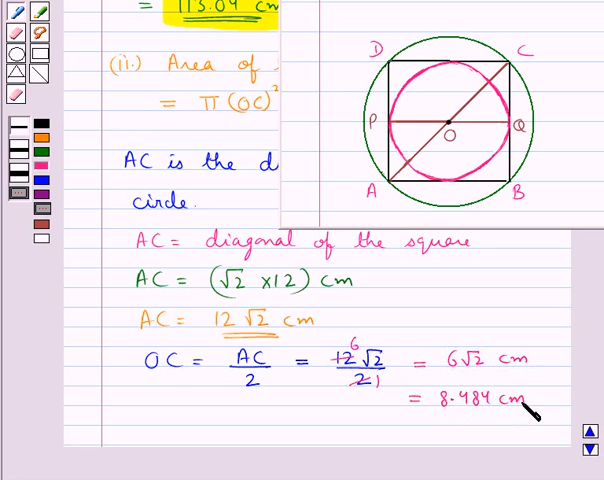 = 113.04 cm
(ii.) Area of
= π (OC)²
AC is the
circle.
AC = diagonal of the square
AC = (√2 ×12) cm
AC = 12√2 cm
OC = AC/2 = 12 6 √2/2 1 = 6√2 cm
= 8.484 cm
D C
P O Q
A B